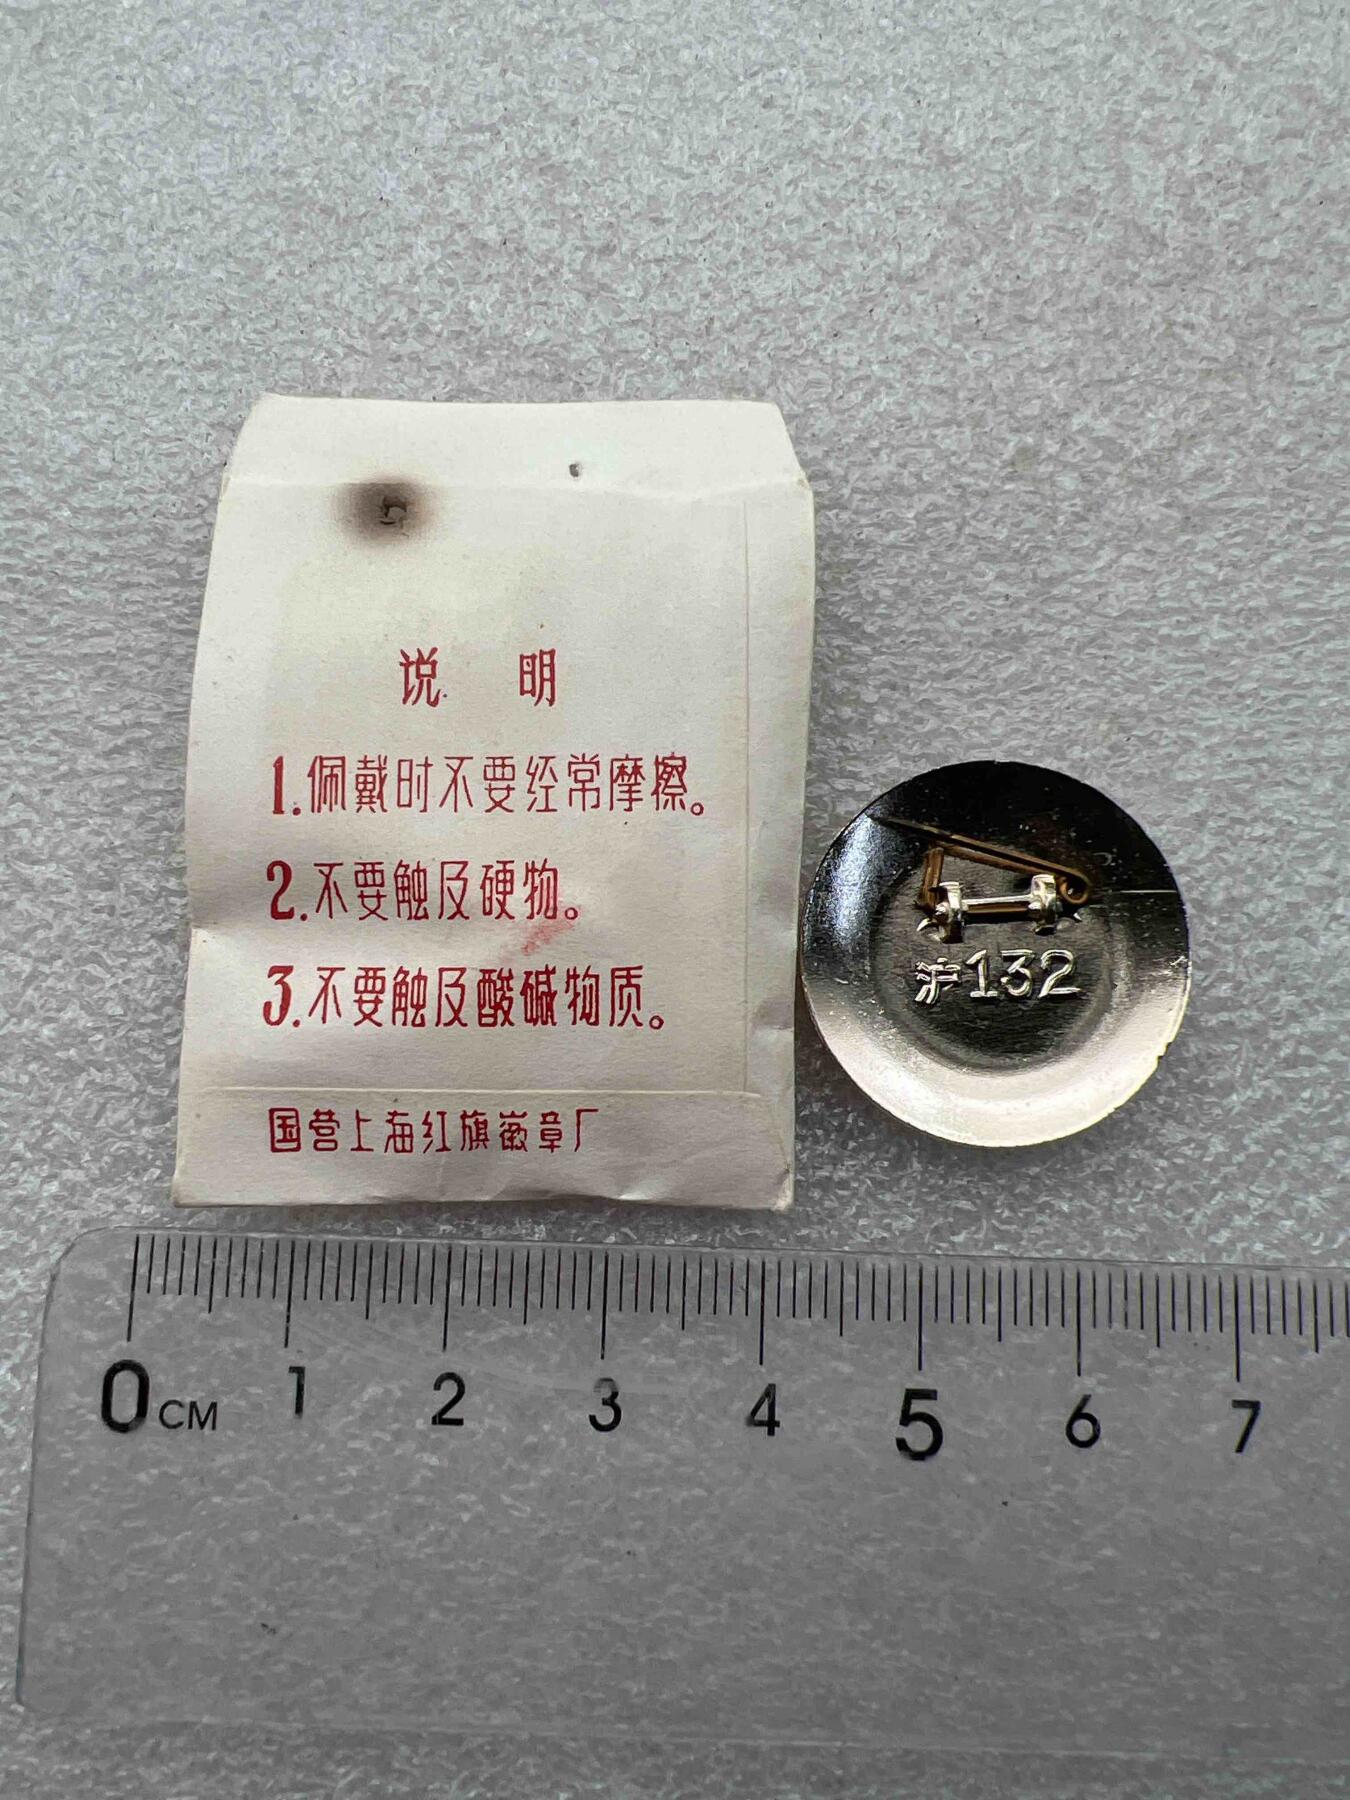 说 明
1.佩戴时不要经常摩擦。
2.不要触及硬物。
3.不要触及酸碱物质。
国营上海红旗徽章厂
沪132
0CM 1 2 3 4 5 6 7